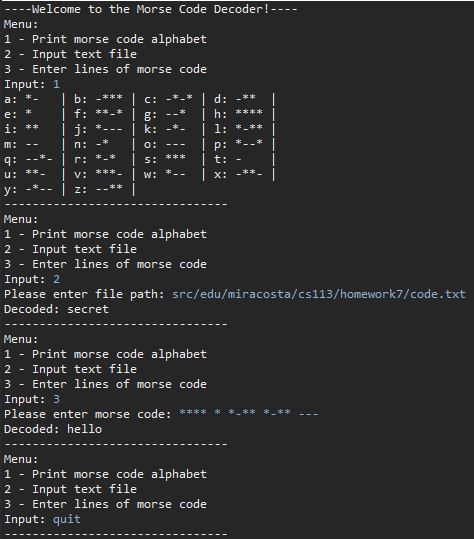 ----Welcome to the Morse Code Decoder!----
Menu:
1 - Print morse code alphabet
2 - Input text file
3 - Enter lines of morse code
Input: 1
a: *-   | b: -*** | c: -*-* | d: -**  |
e: *    | f: **-* | g: --*  | h: **** |
i: **   | j: *--- | k: -*-  | l: *-** |
m: --   | n: -*   | o: ---  | p: *--* |
q: --*- | r: *-*  | s: ***  | t: -    |
u: **-  | v: ***- | w: *--  | x: -**- |
y: -*-- | z: --** |
--------------------------------
Menu:
1 - Print morse code alphabet
2 - Input text file
3 - Enter lines of morse code
Input: 2
Please enter file path: src/edu/miracosta/cs113/homework7/code.txt
Decoded: secret
--------------------------------
Menu:
1 - Print morse code alphabet
2 - Input text file
3 - Enter lines of morse code
Input: 3
Please enter morse code: **** * *-** *-** ---
Decoded: hello
--------------------------------
Menu:
1 - Print morse code alphabet
2 - Input text file
3 - Enter lines of morse code
Input: quit
--------------------------------